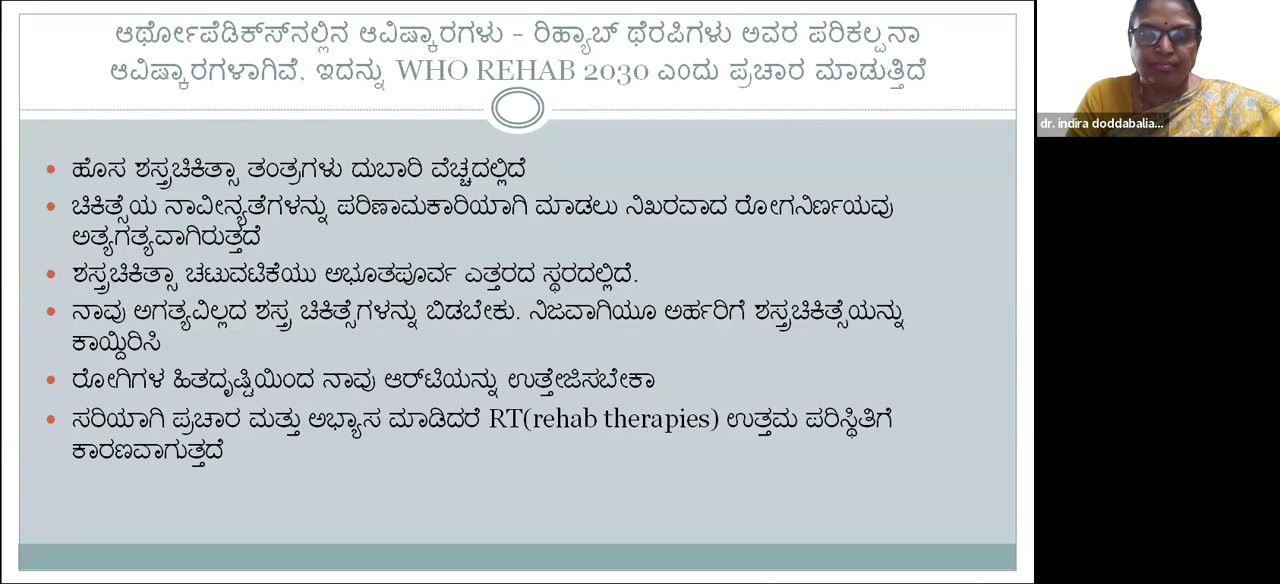 ಆರ್ಥೋಪೆಡಿಕ್ಸ್‌ನಲ್ಲಿನ ಆವಿಷ್ಕಾರಗಳು - ರಿಹ್ಯಾಬ್ ಥೆರಪಿಗಳು ಅವರ ಪರಿಕಲ್ಪನಾ
ಆವಿಷ್ಕಾರಗಳಾಗಿವೆ, ಇದನ್ನು WHO REHAB 2030 ಎಂದು ಪ್ರಚಾರ ಮಾಡುತ್ತಿದೆ
dr. indira doddabalia...
ಹೊಸ ಶಸ್ತ್ರಚಿಕಿತ್ಸಾ ತಂತ್ರಗಳು ದುಬಾರಿ ವೆಚ್ಚದಲ್ಲಿದೆ
ಚಿಕಿತ್ಸೆಯ ನಾವೀನ್ಯತೆಗಳನ್ನು ಪರಿಣಾಮಕಾರಿಯಾಗಿ ಮಾಡಲು ನಿಖರವಾದ ರೋಗನಿರ್ಣಯವು
ಅತ್ಯಗತ್ಯವಾಗಿರುತ್ತದೆ
ಶಸ್ತ್ರಚಿಕಿತ್ಸಾ ಚಟುವಟಿಕೆಯು ಅಭೂತಪೂರ್ವ ಎತ್ತರದ ಸ್ಥರದಲ್ಲಿದೆ.
ನಾವು ಅಗತ್ಯವಿಲ್ಲದ ಶಸ್ತ್ರ ಚಿಕಿತ್ಸೆಗಳನ್ನು ಬಿಡಬೇಕು. ನಿಜವಾಗಿಯೂ ಅರ್ಹರಿಗೆ ಶಸ್ತ್ರಚಿಕಿತ್ಸೆಯನ್ನು
ಕಾಯ್ದಿರಿಸಿ
ರೋಗಿಗಳ ಹಿತದೃಷ್ಟಿಯಿಂದ ನಾವು ಆರ್‌ಟಿಯನ್ನು ಉತ್ತೇಜಿಸಬೇಕಾ
ಸರಿಯಾಗಿ ಪ್ರಚಾರ ಮತ್ತು ಅಭ್ಯಾಸ ಮಾಡಿದರೆ RT(rehab therapies) ಉತ್ತಮ ಪರಿಸ್ಥಿತಿಗೆ
ಕಾರಣವಾಗುತ್ತದೆ